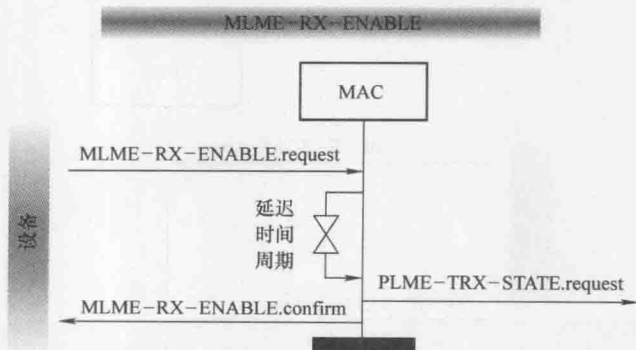 MLME-RX-ENABLE
MAC
设备
MLME-RX-ENABLE.request
延迟
时间
周期
PLME-TRX-STATE.request
MLME-RX-ENABLE.confirm